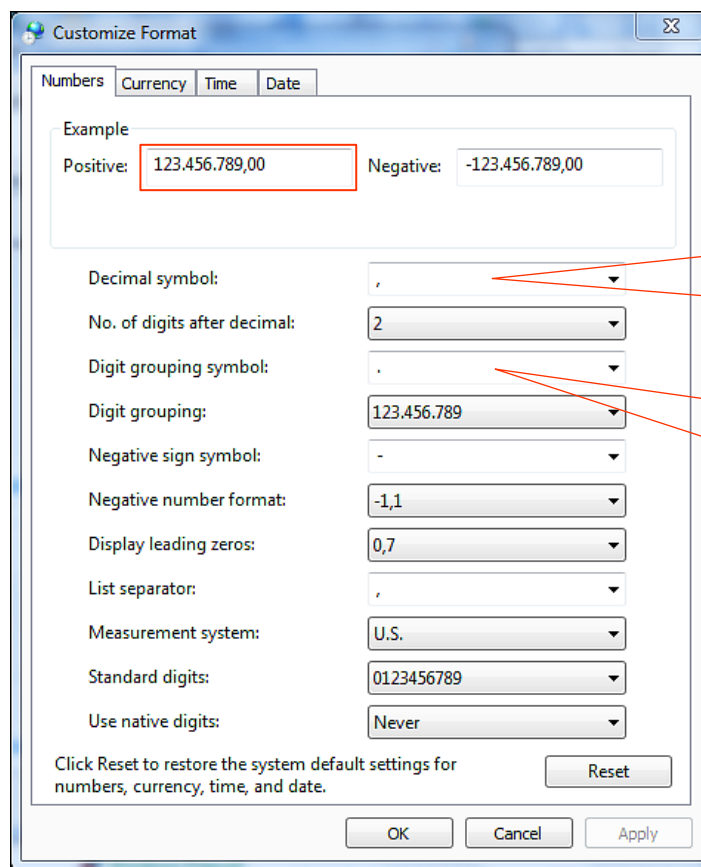 Customize Format
Numbers Currency Time Date
Example
Positive: 123.456.789,00 Negative: -123.456.789,00
Decimal symbol: ,
No. of digits after decimal: 2
Digit grouping symbol: .
Digit grouping: 123.456.789
Negative sign symbol: -
Negative number format: -1,1
Display leading zeros: 0,7
List separator: ,
Measurement system: U.S.
Standard digits: 0123456789
Use native digits: Never
Click Reset to restore the system default settings for
numbers, currency, time, and date.
Reset
OK Cancel Apply